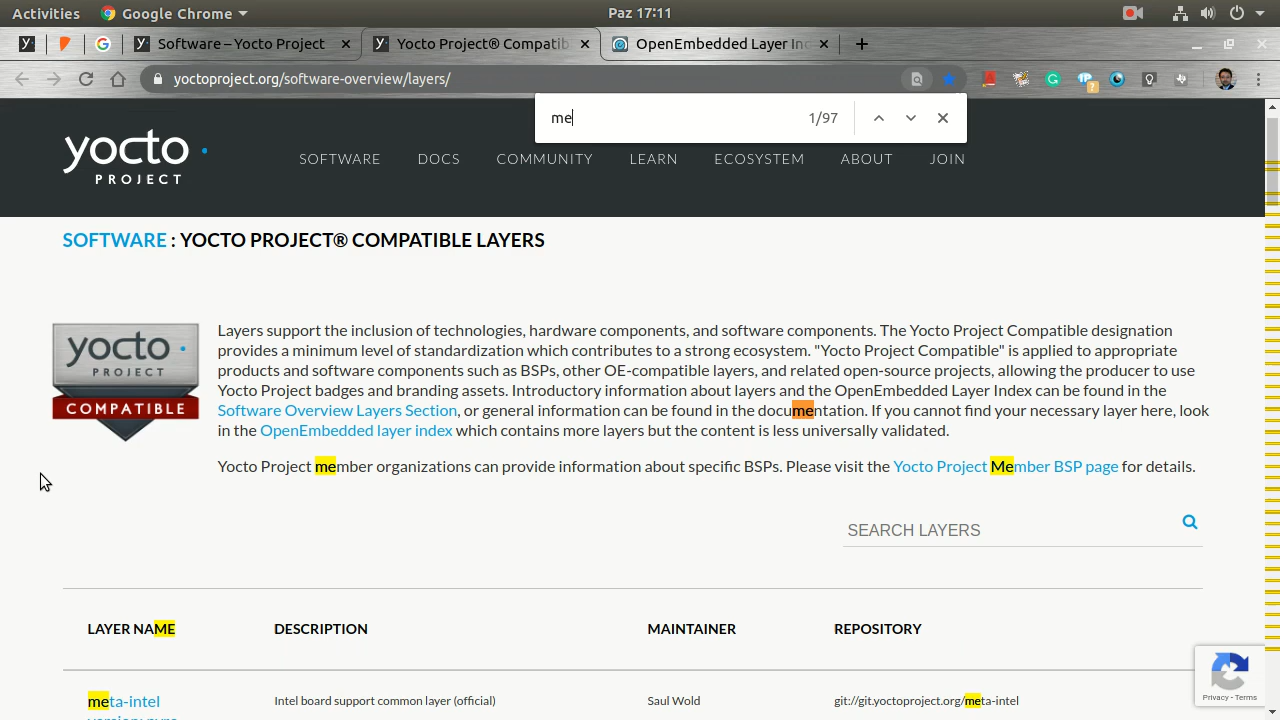 Activities
Google Chrome
Paz 17:11
Software – Yocto Project
Yocto Project® Compatib
OpenEmbedded Layer Ind
yoctoproject.org/software-overview/layers/
me
1/97
yocto
PROJECT
SOFTWARE
DOCS
COMMUNITY
LEARN
ECOSYSTEM
ABOUT
JOIN
SOFTWARE : YOCTO PROJECT® COMPATIBLE LAYERS
yocto
PROJECT
COMPATIBLE
Layers support the inclusion of technologies, hardware components, and software components. The Yocto Project Compatible designation
provides a minimum level of standardization which contributes to a strong ecosystem. "Yocto Project Compatible" is applied to appropriate
products and software components such as BSPs, other OE-compatible layers, and related open-source projects, allowing the producer to use
Yocto Project badges and branding assets. Introductory information about layers and the OpenEmbedded Layer Index can be found in the
Software Overview Layers Section, or general information can be found in the documentation. If you cannot find your necessary layer here, look
in the OpenEmbedded layer index which contains more layers but the content is less universally validated.
Yocto Project member organizations can provide information about specific BSPs. Please visit the Yocto Project Member BSP page for details.
SEARCH LAYERS
LAYER NAME
DESCRIPTION
MAINTAINER
REPOSITORY
meta-intel
Intel board support common layer (official)
Saul Wold
git://git.yoctoproject.org/meta-intel
Privacy - Terms